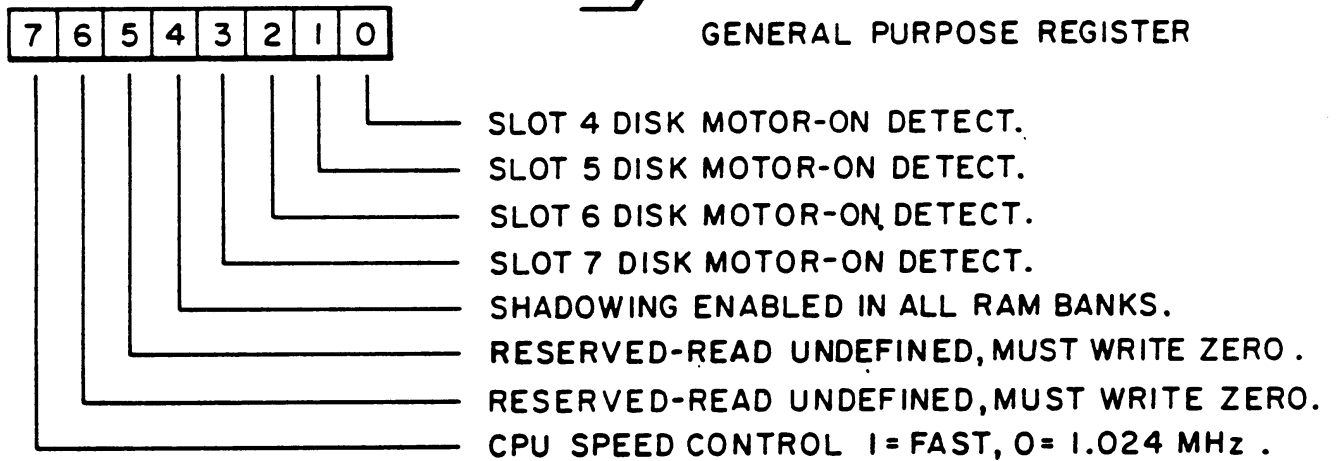 7 6 5 4 3 2 1 0
GENERAL PURPOSE REGISTER
SLOT 4 DISK MOTOR-ON DETECT.
SLOT 5 DISK MOTOR-ON DETECT.
SLOT 6 DISK MOTOR-ON DETECT.
SLOT 7 DISK MOTOR-ON DETECT.
SHADOWING ENABLED IN ALL RAM BANKS.
RESERVED-READ UNDEFINED, MUST WRITE ZERO.
RESERVED-READ UNDEFINED, MUST WRITE ZERO.
CPU SPEED CONTROL 1= FAST, 0= 1.024 MHz.